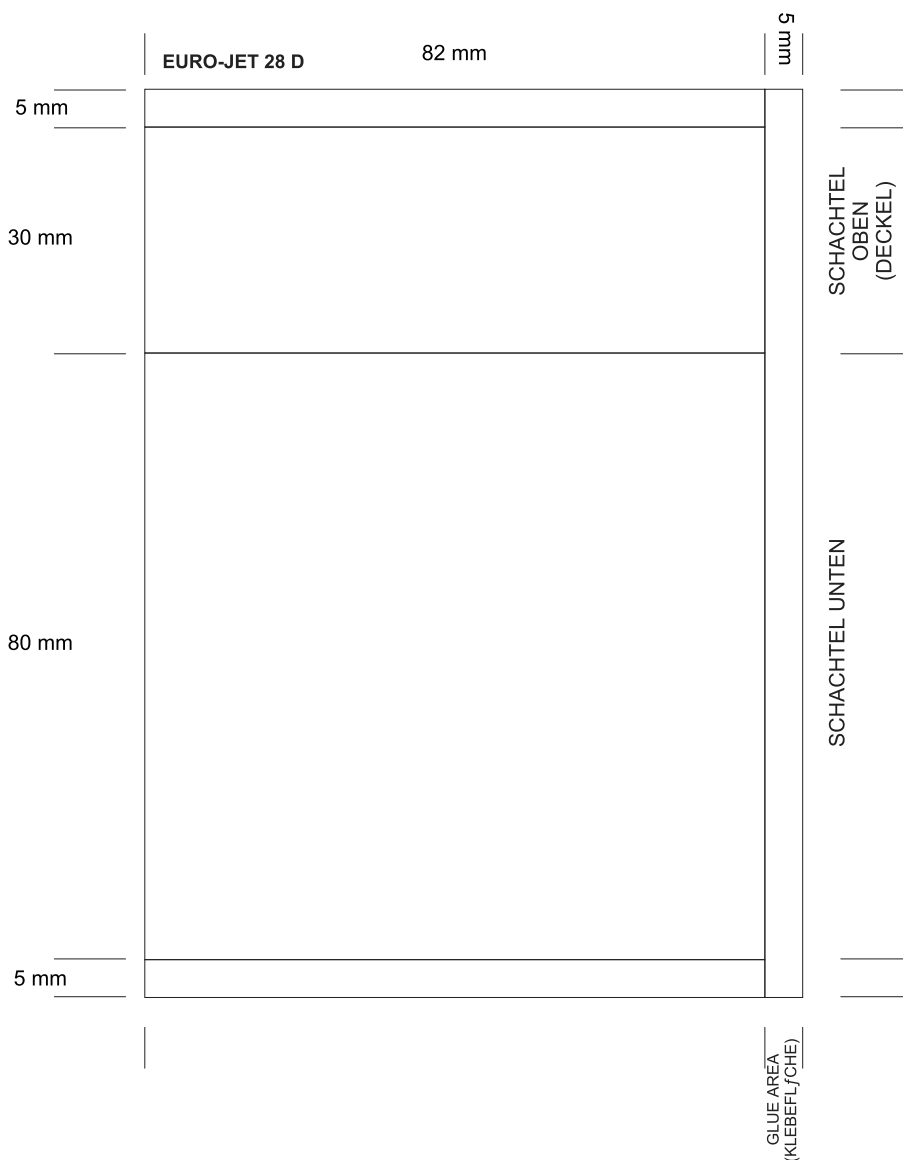 5 mm
82 mm
EURO-JET 28 D
5 mm
30 mm
SCHACHTEL
OBEN
(DECKEL)
80 mm
SCHACHTEL UNTEN
5 mm
GLUE AREA
(KLEBEFLƒCHE)